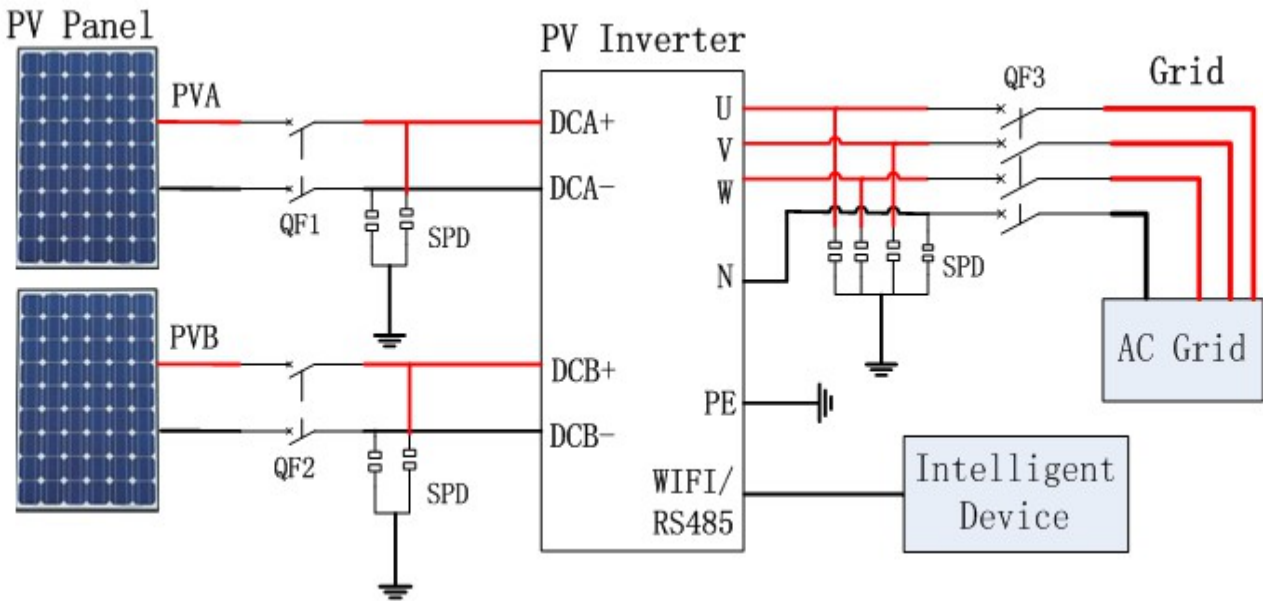 PV Panel
PV Inverter
Grid
QF3
PVA
DCA+
U
V
DCA-
W
QF1
SPD
N
SPD
PVB
AC Grid
DCB+
PE
DCB-
QF2
SPD
WIFI/
RS485
Intelligent
Device